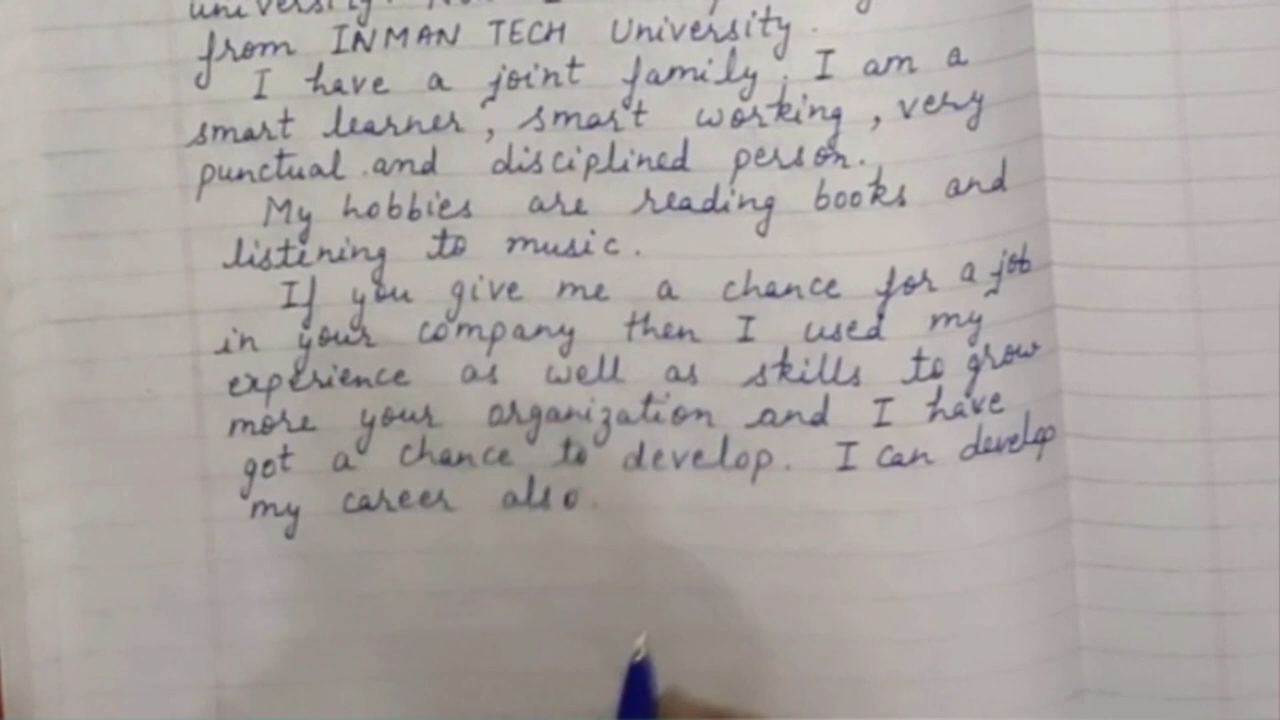 university.
from INMAN TECH University.
I have a joint family. I am a
smart learner, smart working, very
punctual and disciplined person.
My hobbies are reading books and
listening to music.
If you give me a chance for a job
in your company then I used my
experience as well as skills to grow
more your organization and I have
got a chance to develop. I can develop
my career also.